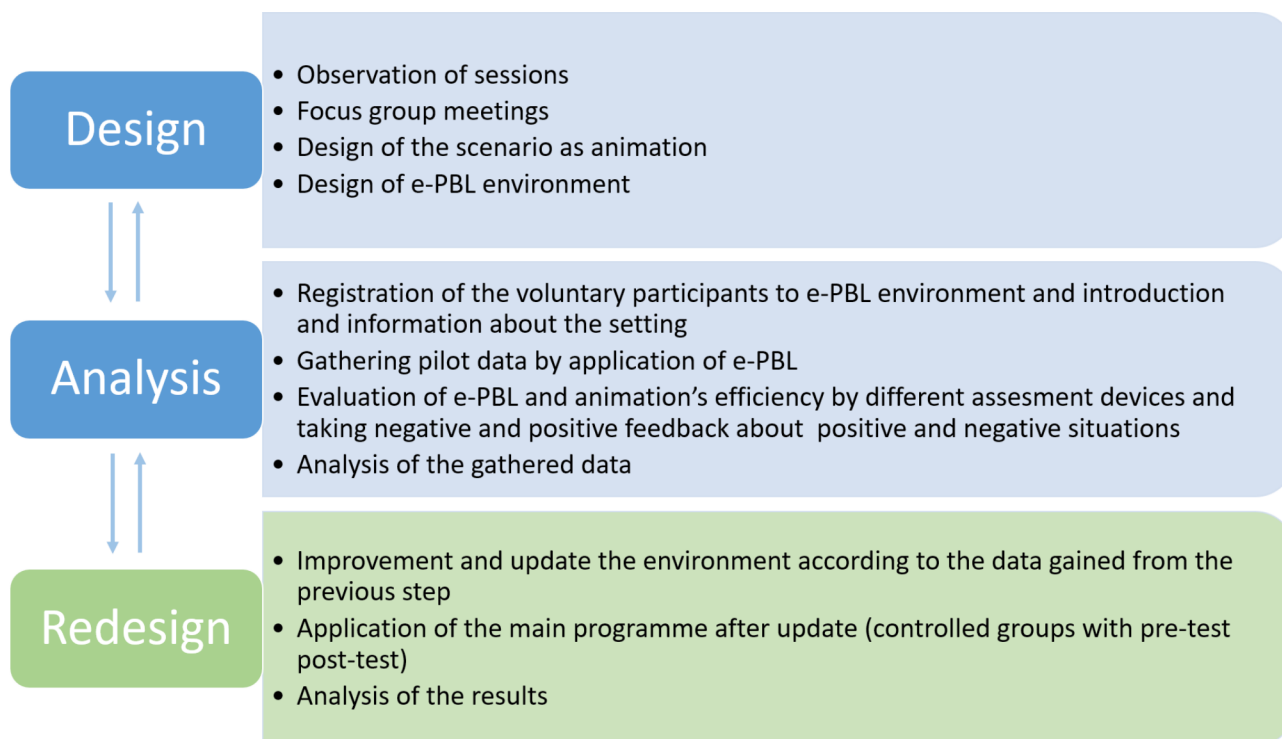 Design
• Observation of sessions
• Focus group meetings
• Design of the scenario as animation
• Design of e-PBL environment
Analysis
• Registration of the voluntary participants to e-PBL environment and introduction
and information about the setting
• Gathering pilot data by application of e-PBL
• Evaluation of e-PBL and animation’s efficiency by different assesment devices and
taking negative and positive feedback about positive and negative situations
• Analysis of the gathered data
Redesign
• Improvement and update the environment according to the data gained from the
previous step
• Application of the main programme after update (controlled groups with pre-test
post-test)
• Analysis of the results